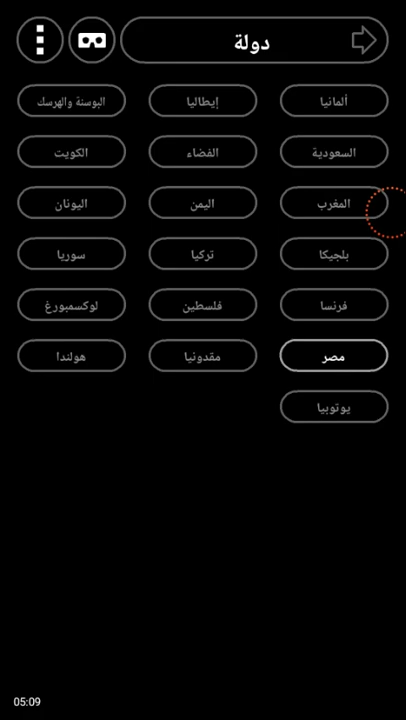 دولة
ألمانيا إيطاليا البوسنة والهرسك
السعودية الفضاء الكويت
المغرب اليمن اليونان
بلجيكا تركيا سوريا
فرنسا فلسطين لوكسمبورغ
مصر مقدونيا هولندا
يوتوبيا
05:09